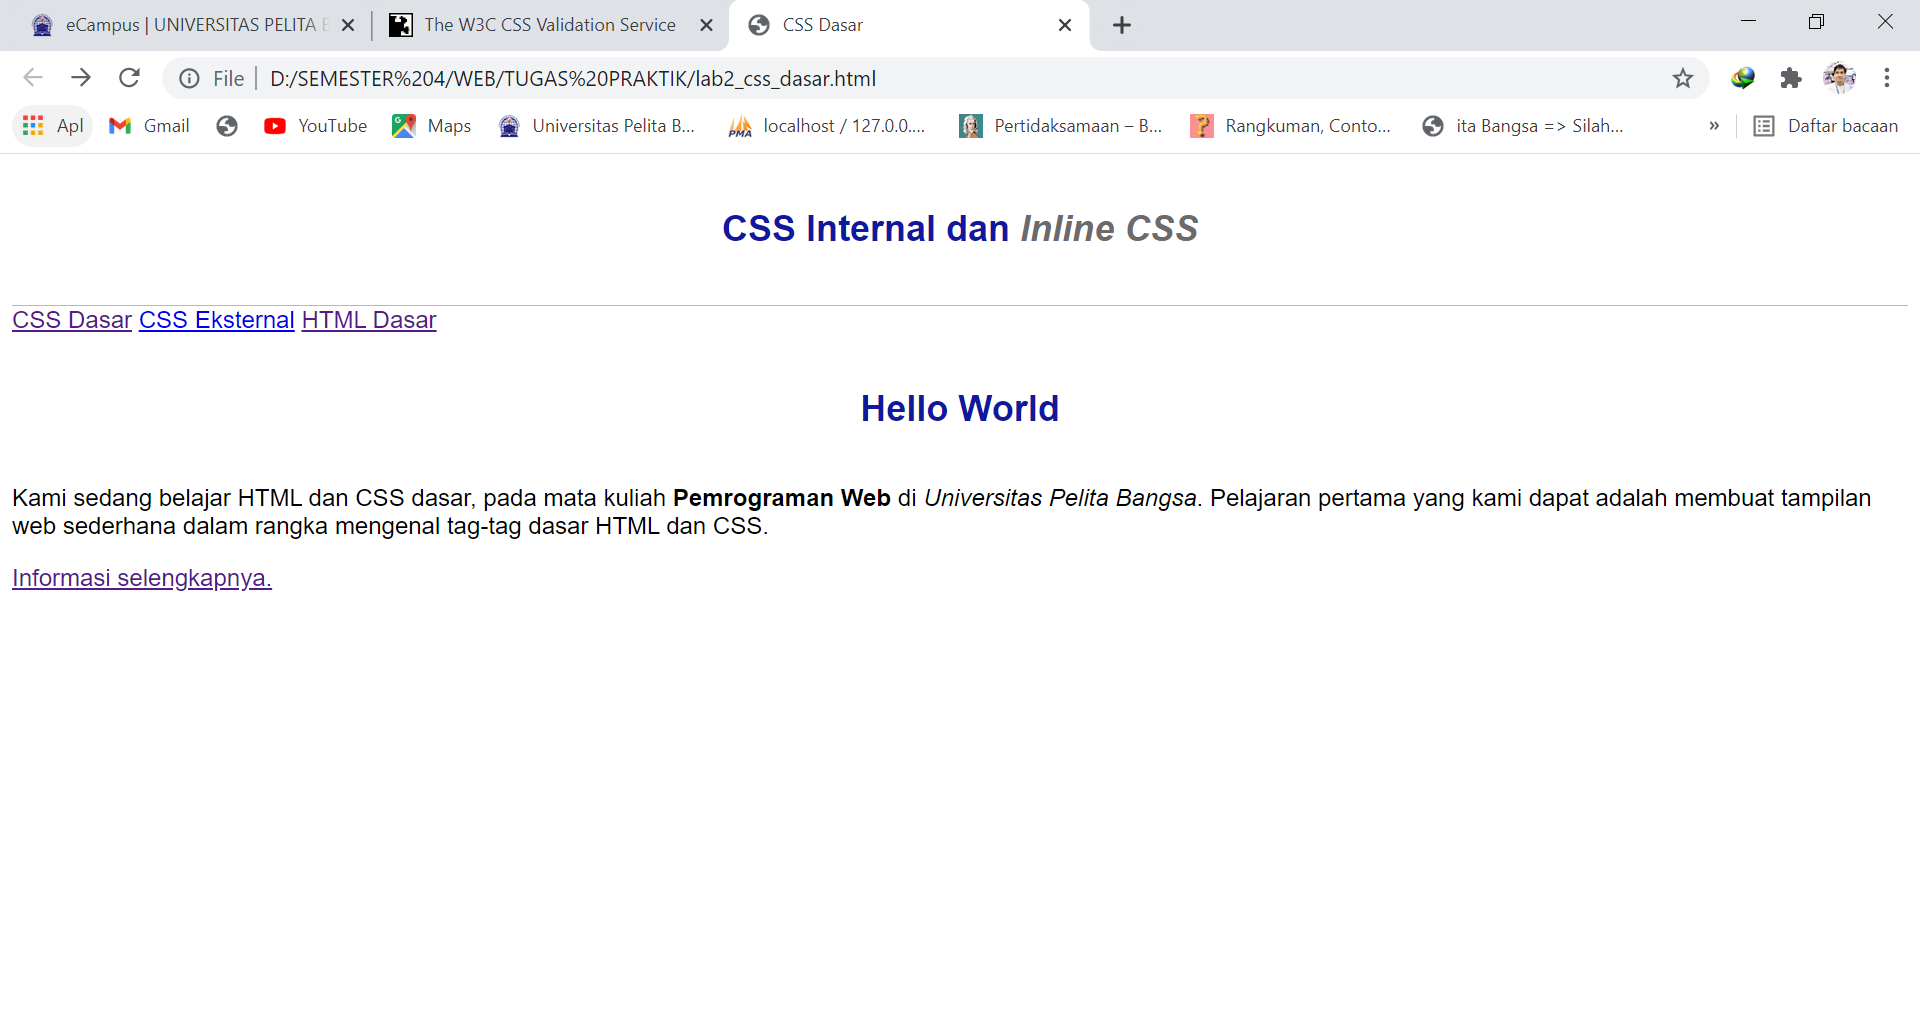 eCampus | UNIVERSITAS PELITA B
The W3C CSS Validation Service
CSS Dasar
File
D:/SEMESTER%204/WEB/TUGAS%20PRAKTIK/lab2_css_dasar.html
Apl
Gmail
YouTube
Maps
Universitas Pelita B...
PMA
localhost / 127.0.0....
Pertidaksamaan – B...
Rangkuman, Conto...
ita Bangsa => Silah...
»
Daftar bacaan
CSS Internal dan Inline CSS
CSS Dasar CSS Eksternal HTML Dasar
Hello World
Kami sedang belajar HTML dan CSS dasar, pada mata kuliah Pemrograman Web di Universitas Pelita Bangsa. Pelajaran pertama yang kami dapat adalah membuat tampilan
web sederhana dalam rangka mengenal tag-tag dasar HTML dan CSS.
Informasi selengkapnya.